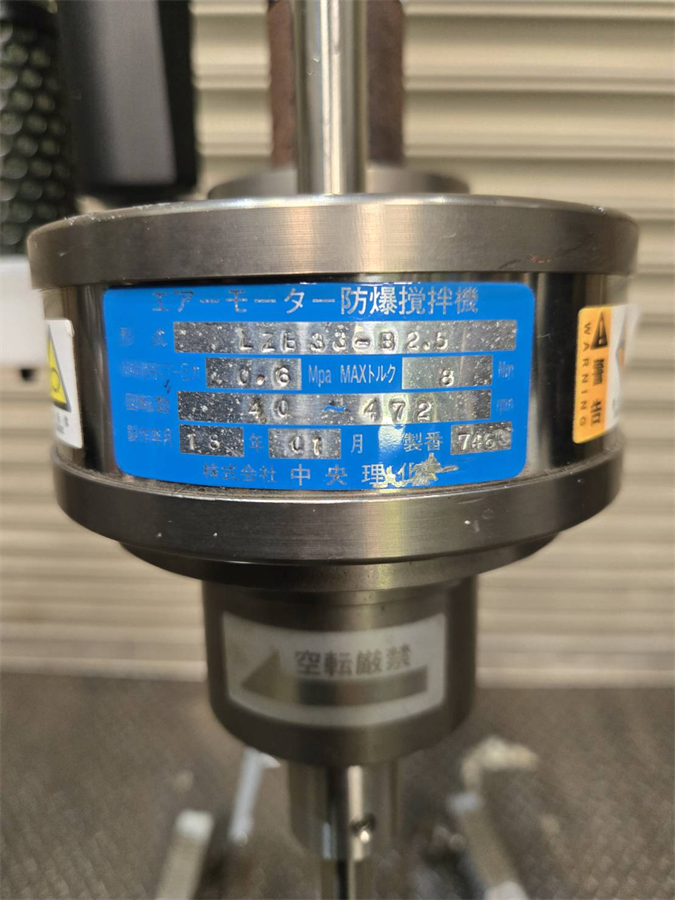 エアーモーター防爆撹拌機
形式 LZB33-B2.5
0.6 Mpa MAXトルク 8
40 ~ 472
年 01 月 製番
株式会社 中央理化
警告
WARNING
空転厳禁